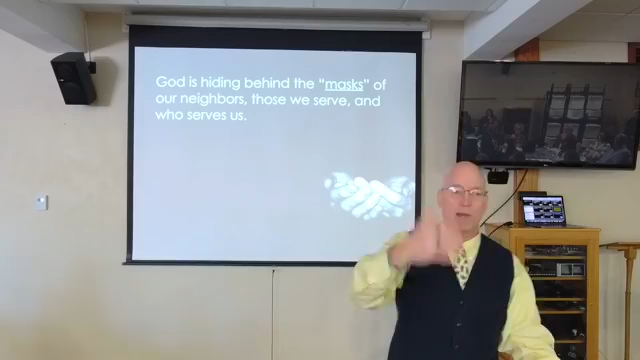 God is hiding behind the "masks" of
our neighbors, those we serve, and
who serves us.